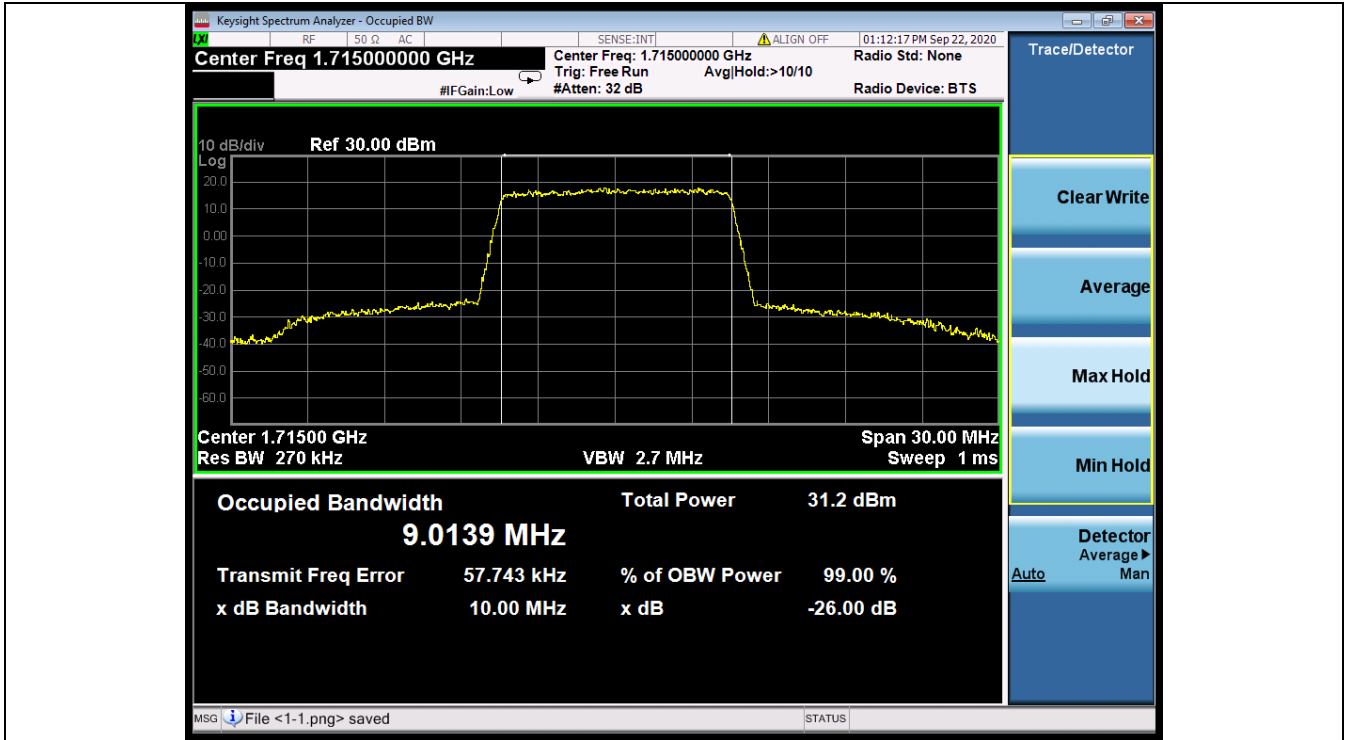 Keysight Spectrum Analyzer - Occupied BW
LXI RF 50 Ω AC SENSE:INT ALIGN OFF 01:12:17 PM Sep 22, 2020
Center Freq 1.715000000 GHz
Center Freq: 1.715000000 GHz Radio Std: None
Trig: Free Run Avg|Hold:>10/10
#IFGain:Low #Atten: 32 dB Radio Device: BTS
10 dB/div Ref 30.00 dBm
Log
20.0
10.0
0.00
-10.0
-20.0
-30.0
-40.0
-50.0
-60.0
Center 1.71500 GHz Span 30.00 MHz
Res BW 270 kHz VBW 2.7 MHz Sweep 1 ms
Occupied Bandwidth Total Power 31.2 dBm
9.0139 MHz
Transmit Freq Error 57.743 kHz % of OBW Power 99.00 %
x dB Bandwidth 10.00 MHz x dB -26.00 dB
MSG File <1-1.png> saved STATUS
Trace/Detector
Clear Write
Average
Max Hold
Min Hold
Detector
Average
Auto Man